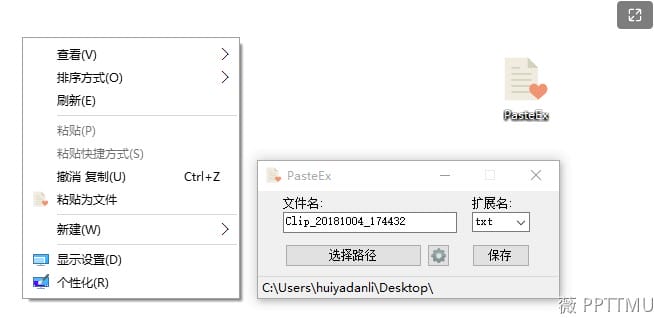 查看(V)
排序方式(O)
刷新(E)
粘贴(P)
粘贴快捷方式(S)
撤消 复制(U) Ctrl+Z
粘贴为文件
新建(W)
显示设置(D)
个性化(R)
PasteEx
PasteEx
文件名: 扩展名:
Clip_20181004_174432 txt
选择路径 保存
C:\Users\huiyadanli\Desktop\
薇 PPTTMU